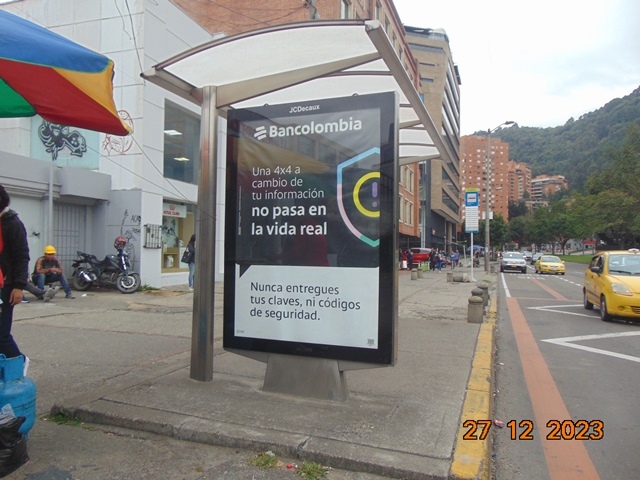 JCDecaux
Bancolombia
Una 4x4 a
cambio de
tu información
no pasa en
la vida real
Nunca entregues
tus claves, ni códigos
de seguridad.
27 12 2023